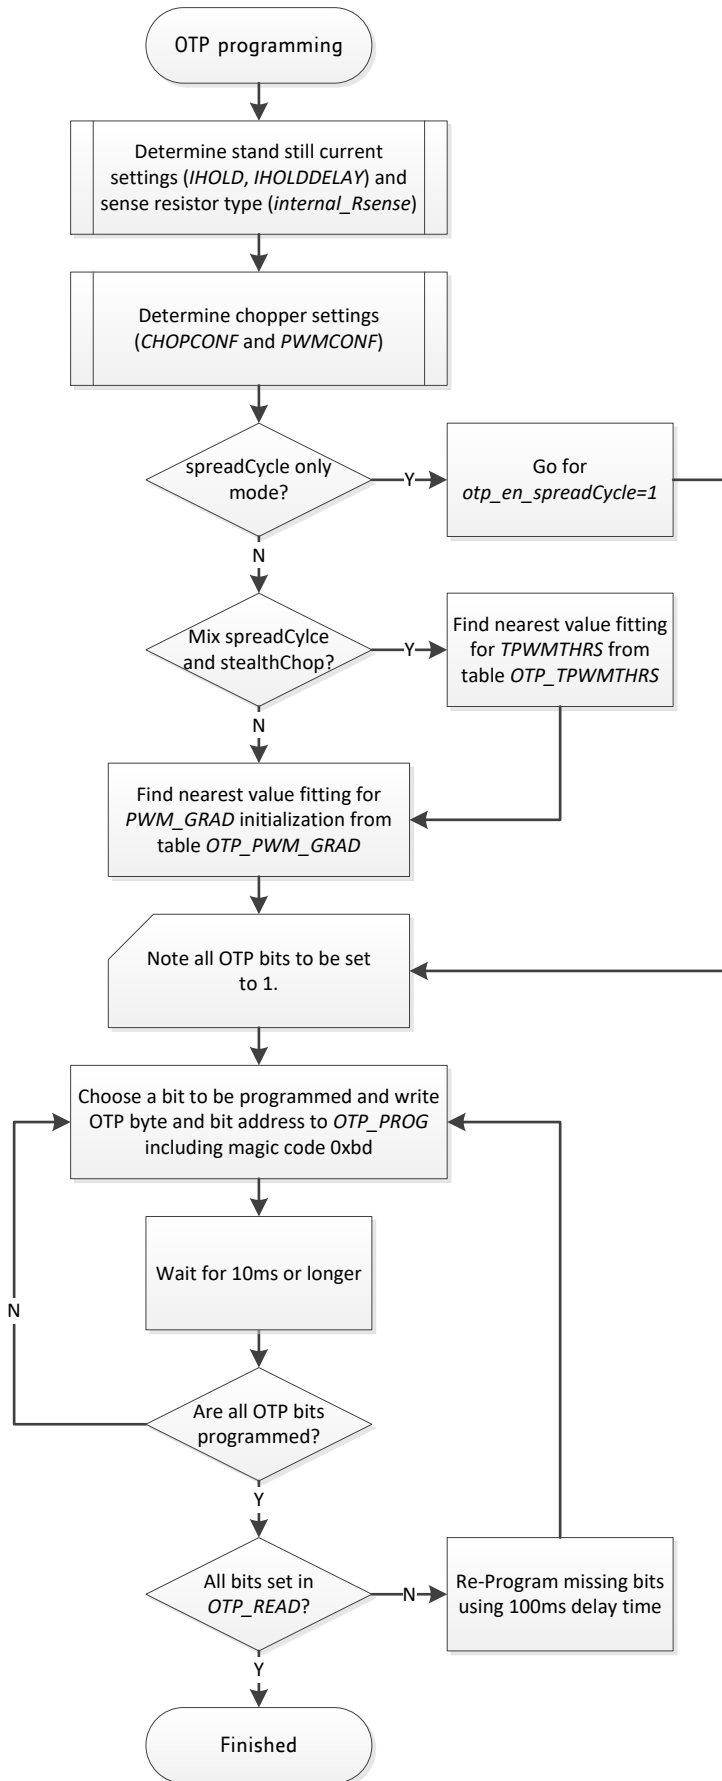 OTP programming
Determine stand still current
settings (IHOLD, IHOLDDELAY) and
sense resistor type (internal_Rsense)
Determine chopper settings
(CHOPCONF and PWMCONF)
spreadCycle only
mode?
Y
Go for
otp_en_spreadCycle=1
N
Mix spreadCylce
and stealthChop?
Y
Find nearest value fitting
for TPWMTHRS from
table OTP_TPWMTHRS
N
Find nearest value fitting for
PWM_GRAD initialization from
table OTP_PWM_GRAD
Note all OTP bits to be set
to 1.
Choose a bit to be programmed and write
OTP byte and bit address to OTP_PROG
including magic code 0xbd
Wait for 10ms or longer
N
Are all OTP bits
programmed?
Y
All bits set in
OTP_READ?
N
Re-Program missing bits
using 100ms delay time
Y
Finished